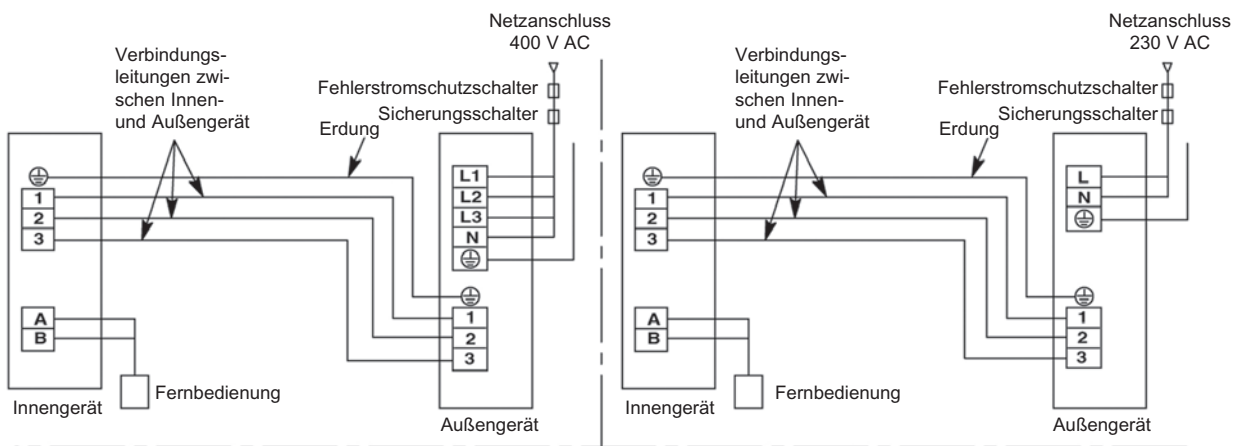 Netzanschluss
400 V AC
Verbindungs-
leitungen zwi-
schen Innen-
und Außengerät
Fehlerstromschutzschalter
Sicherungsschalter
Erdung
1
2
3
A
B
L1
L2
L3
N
1
2
3
Fernbedienung
Innengerät
Außengerät
Netzanschluss
230 V AC
Verbindungs-
leitungen zwi-
schen Innen-
und Außengerät
Fehlerstromschutzschalter
Sicherungsschalter
Erdung
1
2
3
A
B
L
N
1
2
3
Fernbedienung
Innengerät
Außengerät